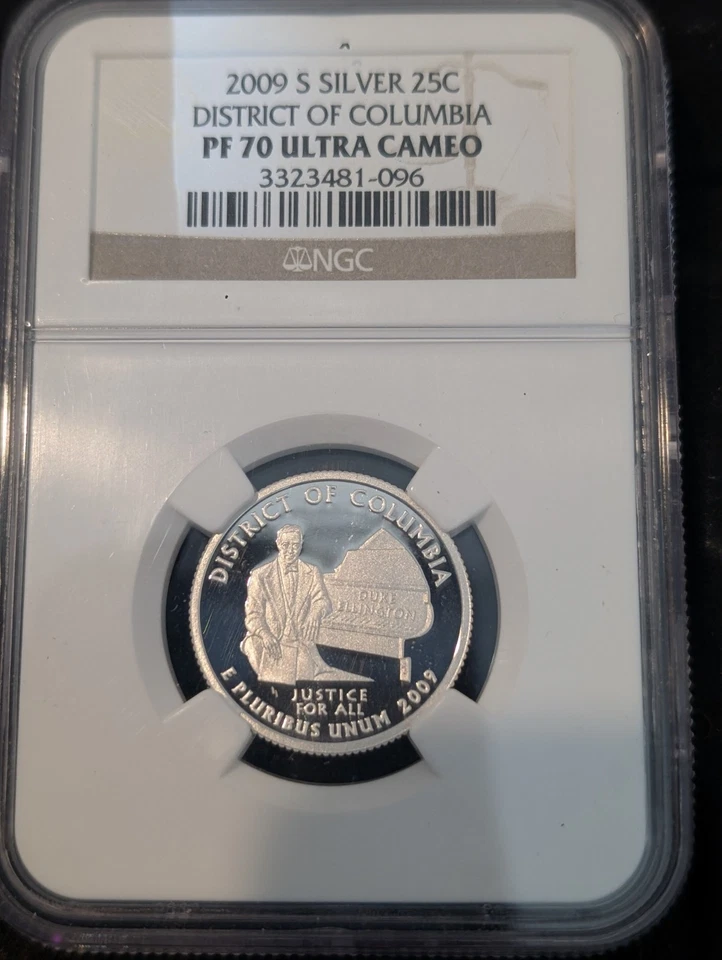 2009 S SILVER 25C
DISTRICT OF COLUMBIA
PF 70 ULTRA CAMEO
3323481-096
NGC
DISTRICT OF COLUMBIA
DUKE
ELLINGTON
JUSTICE
FOR ALL
E PLURIBUS UNUM 2009